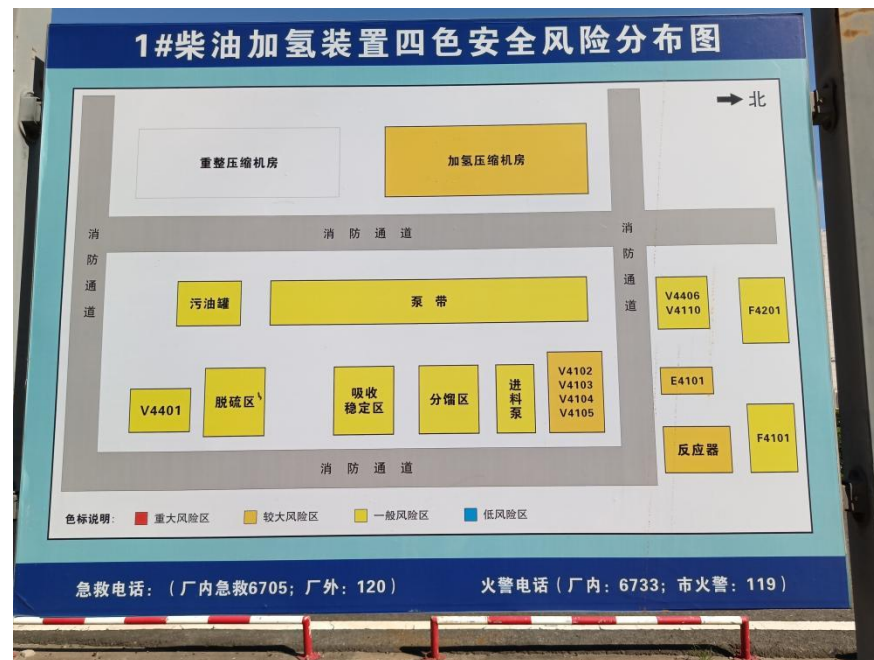 1#柴油加氢装置四色安全风险分布图
北
重整压缩机房
加氢压缩机房
消防通道
消防通道
消防通道
污油罐
泵带
V4406
V4110
F4201
V4401
脱硫区
吸收
稳定区
分馏区
进料泵
V4102
V4103
V4104
V4105
E4101
反应器
F4101
消防通道
色标说明: 重大风险区 较大风险区 一般风险区 低风险区
急救电话:(厂内急救6705; 厂外: 120) 火警电话(厂内: 6733; 市火警: 119)